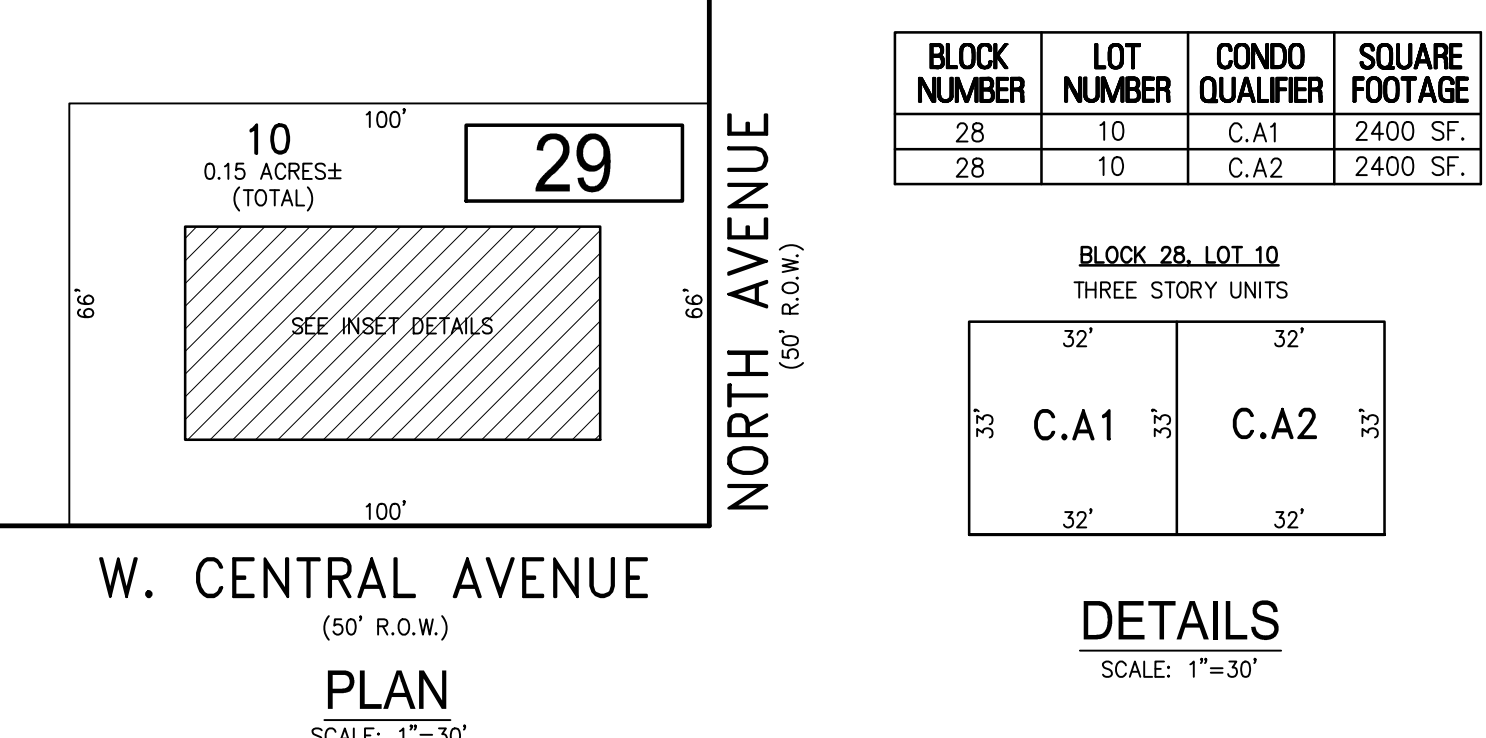 100'
10
0.15 ACRES±
(TOTAL)
29
66'
SEE INSET DETAILS
66'
100'
NORTH AVENUE
(50' R.O.W.)
W. CENTRAL AVENUE
(50' R.O.W.)
PLAN
SCALE: 1"=30'
BLOCK NUMBER LOT NUMBER CONDO QUALIFIER SQUARE FOOTAGE
28 10 C.A1 2400 SF.
28 10 C.A2 2400 SF.
BLOCK 28, LOT 10
THREE STORY UNITS
32' 32'
33' C.A1 33' C.A2 33'
32' 32'
DETAILS
SCALE: 1"=30'